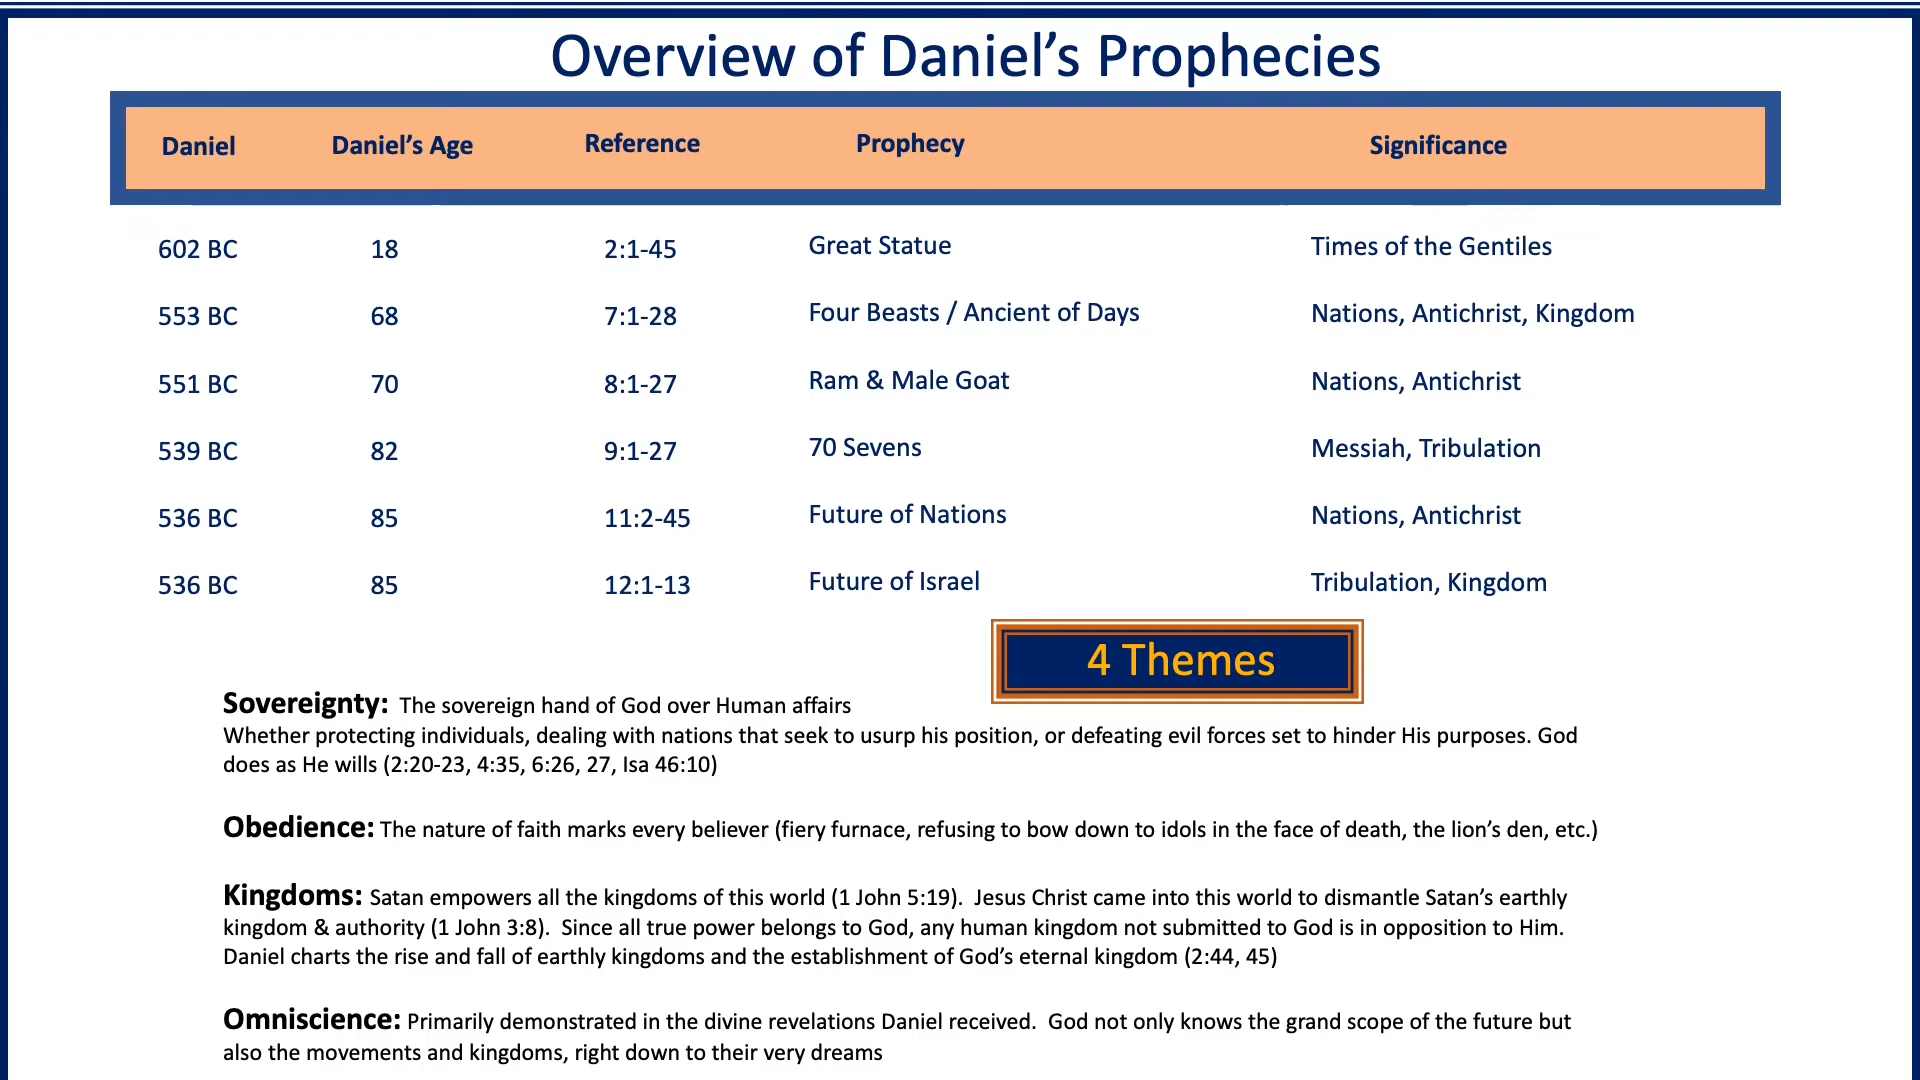 Overview of Daniel’s Prophecies
Daniel Daniel’s Age Reference Prophecy Significance
602 BC 18 2:1-45 Great Statue Times of the Gentiles
553 BC 68 7:1-28 Four Beasts / Ancient of Days Nations, Antichrist, Kingdom
551 BC 70 8:1-27 Ram & Male Goat Nations, Antichrist
539 BC 82 9:1-27 70 Sevens Messiah, Tribulation
536 BC 85 11:2-45 Future of Nations Nations, Antichrist
536 BC 85 12:1-13 Future of Israel Tribulation, Kingdom
4 Themes
Sovereignty: The sovereign hand of God over Human affairs
Whether protecting individuals, dealing with nations that seek to usurp his position, or defeating evil forces set to hinder His purposes. God
does as He wills (2:20-23, 4:35, 6:26, 27, Isa 46:10)
Obedience: The nature of faith marks every believer (fiery furnace, refusing to bow down to idols in the face of death, the lion’s den, etc.)
Kingdoms: Satan empowers all the kingdoms of this world (1 John 5:19). Jesus Christ came into this world to dismantle Satan’s earthly
kingdom & authority (1 John 3:8). Since all true power belongs to God, any human kingdom not submitted to God is in opposition to Him.
Daniel charts the rise and fall of earthly kingdoms and the establishment of God’s eternal kingdom (2:44, 45)
Omniscience: Primarily demonstrated in the divine revelations Daniel received. God not only knows the grand scope of the future but
also the movements and kingdoms, right down to their very dreams